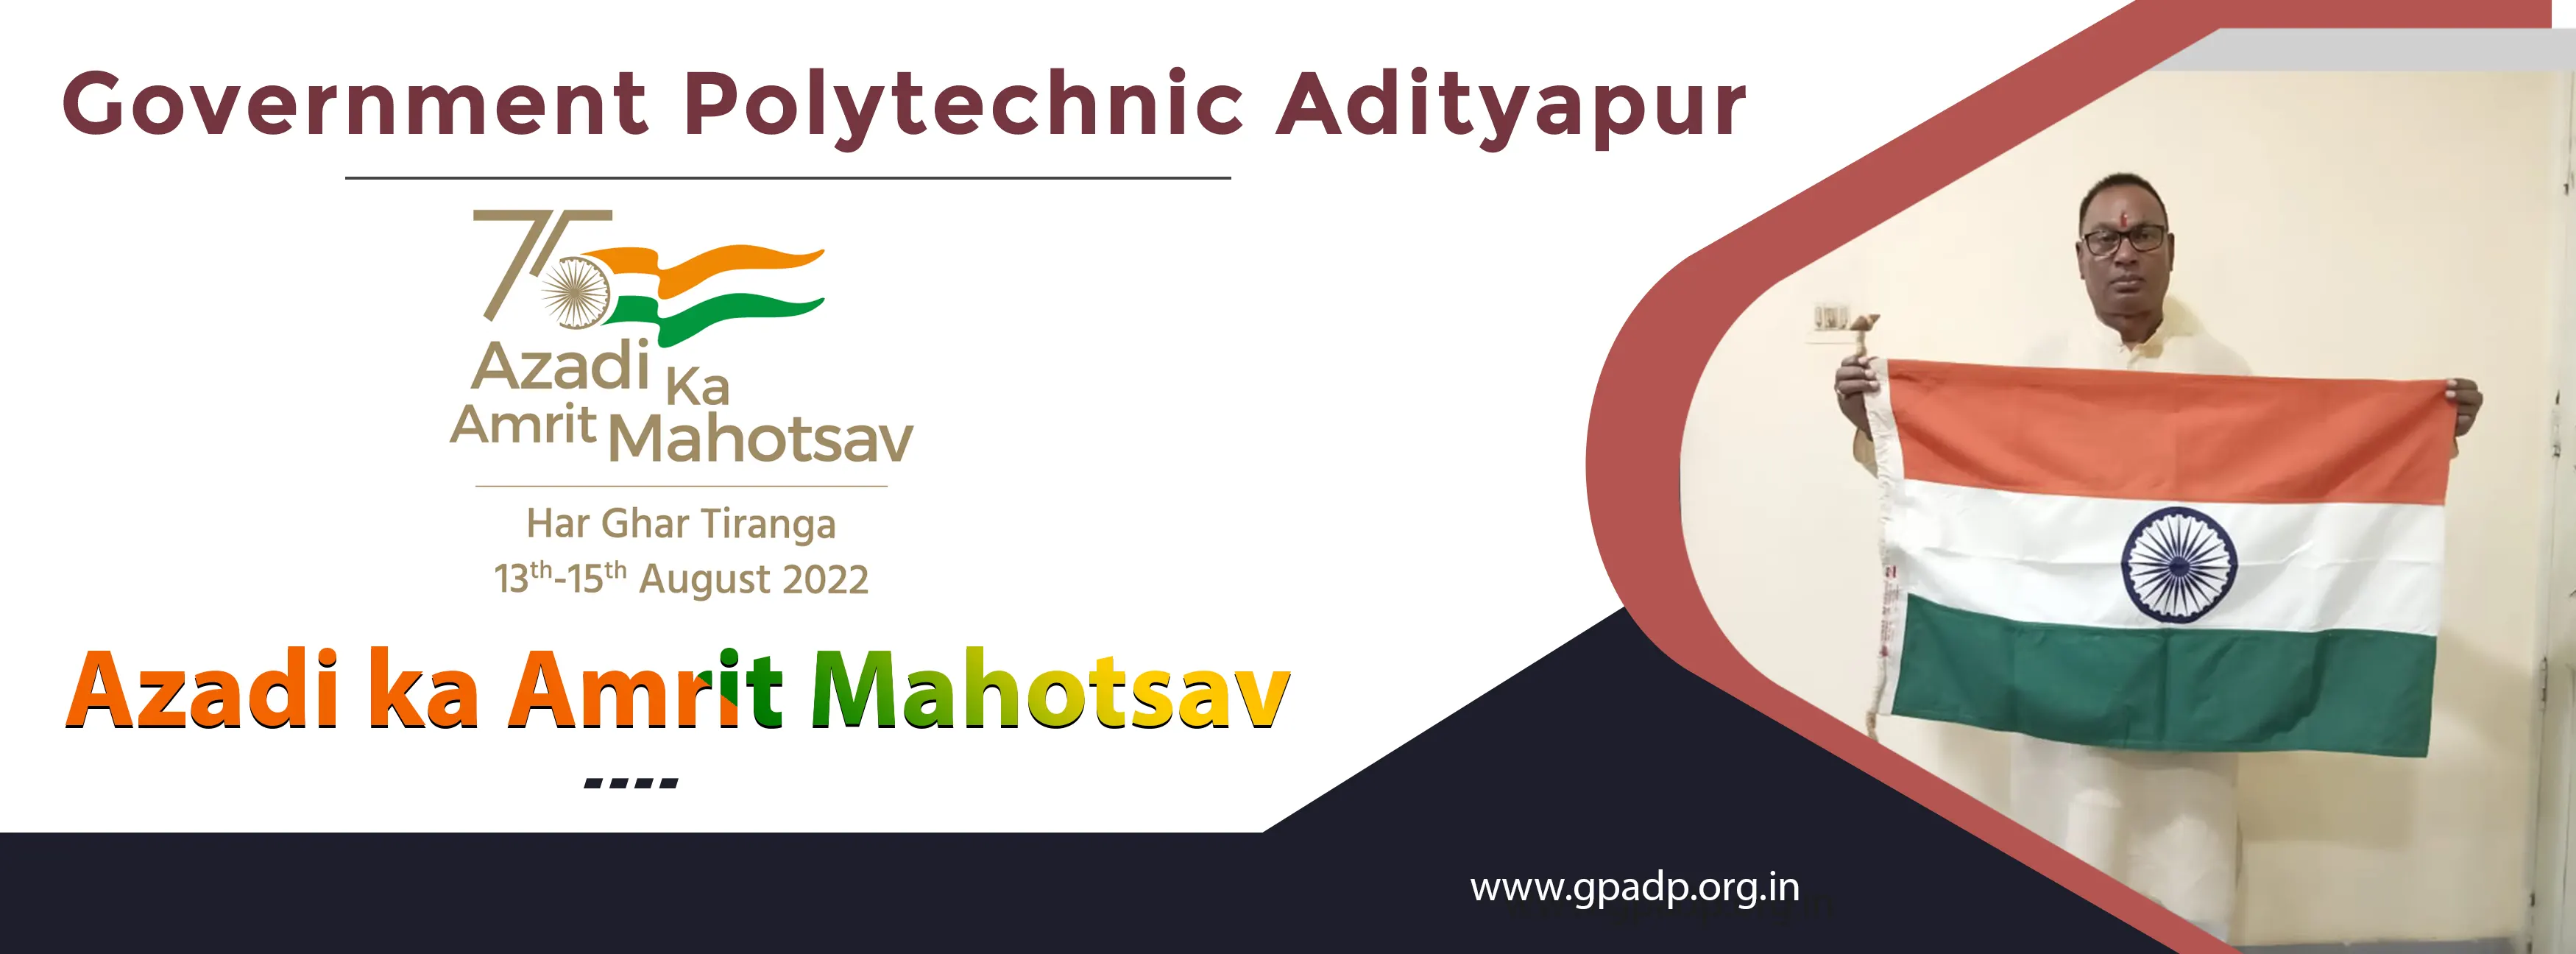 Government Polytechnic Adityapur
75
Azadi Ka
Amrit Mahotsav
Har Ghar Tiranga
13th-15th August 2022
Azadi ka Amrit Mahotsav
www.gpadp.org.in